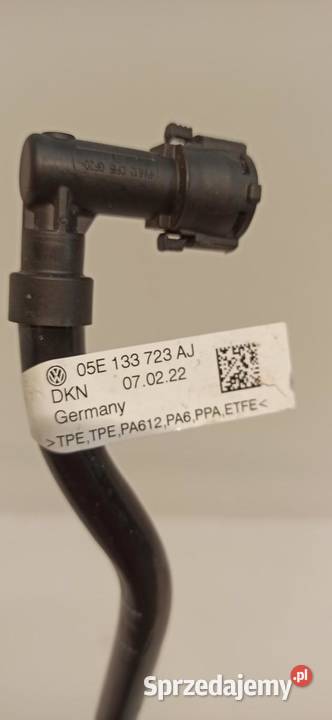 05E 133 723 AJ
DKN 07.02.22
Germany
>TPE,TPE,PA612,PA6,PPA,ETFE<
Sprzedajemy.pl